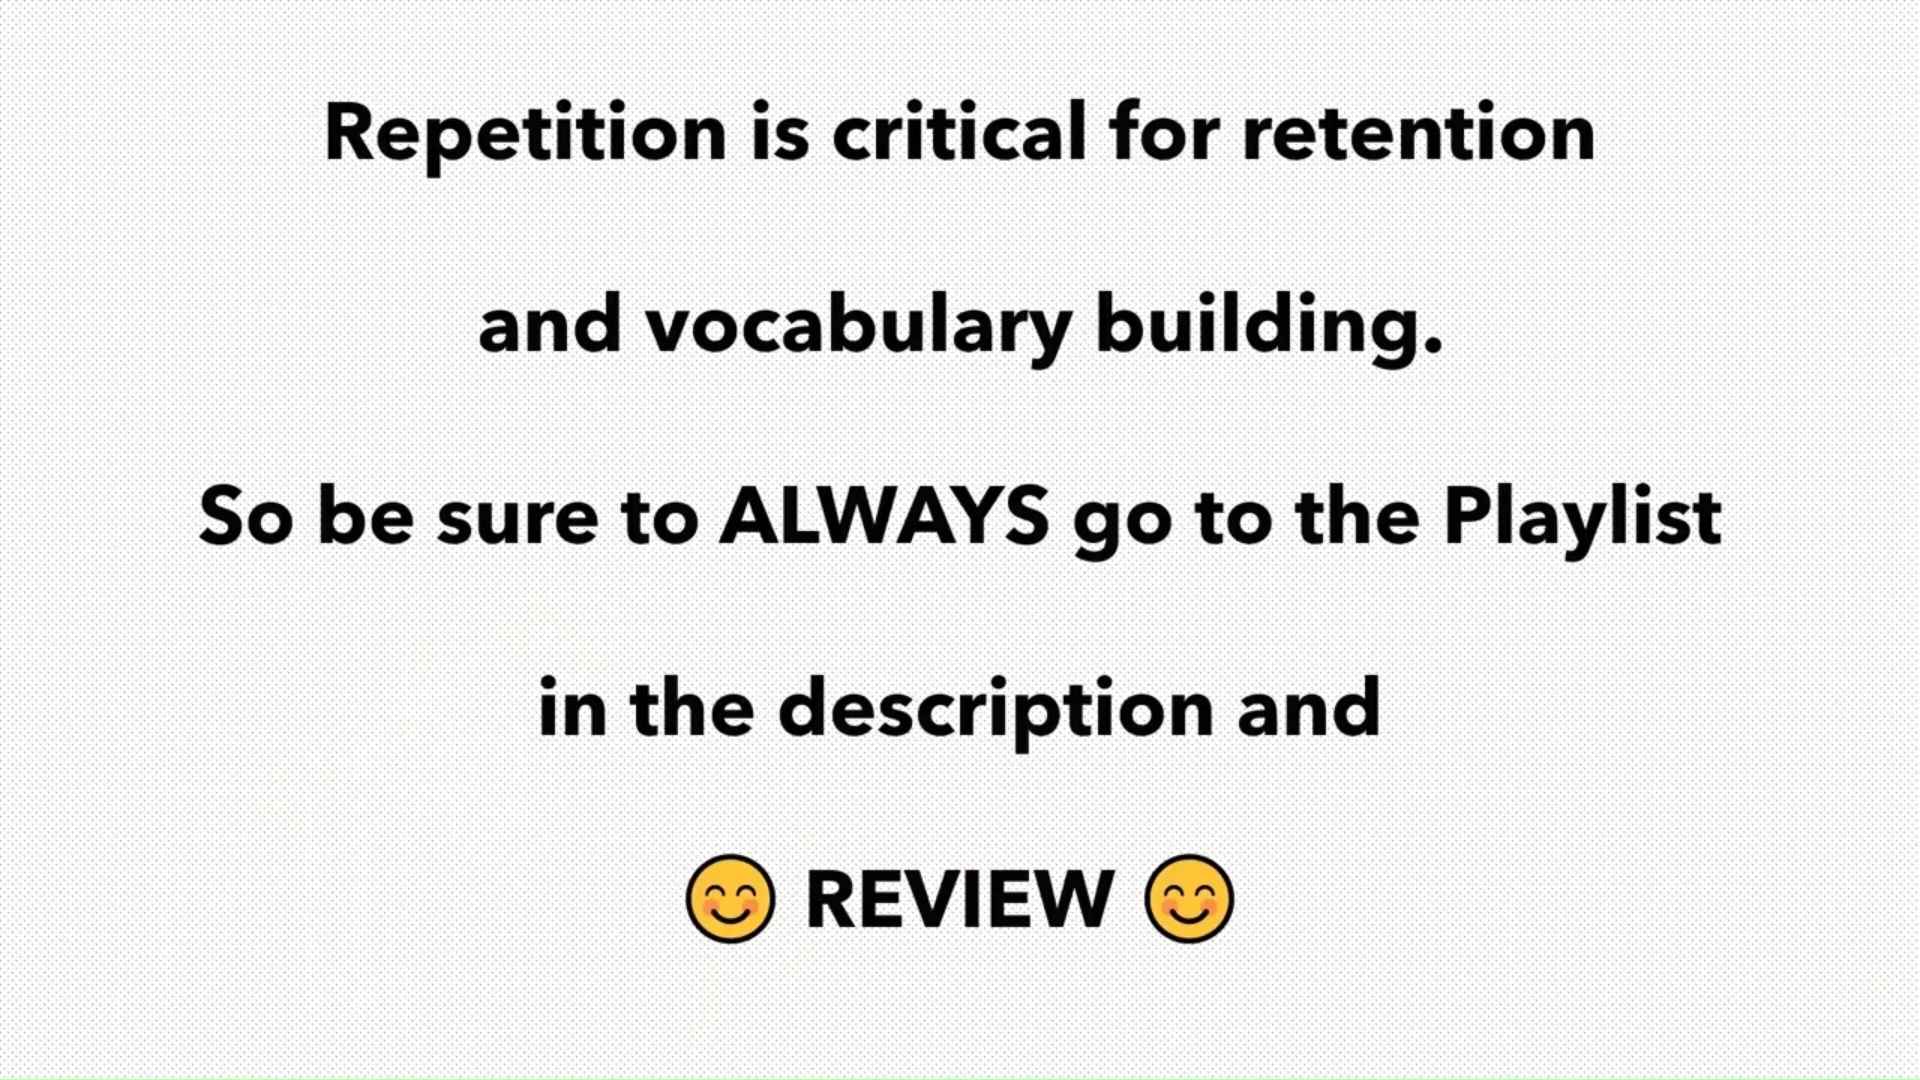 Repetition is critical for retention
and vocabulary building.
So be sure to ALWAYS go to the Playlist
in the description and
😊 REVIEW 😊